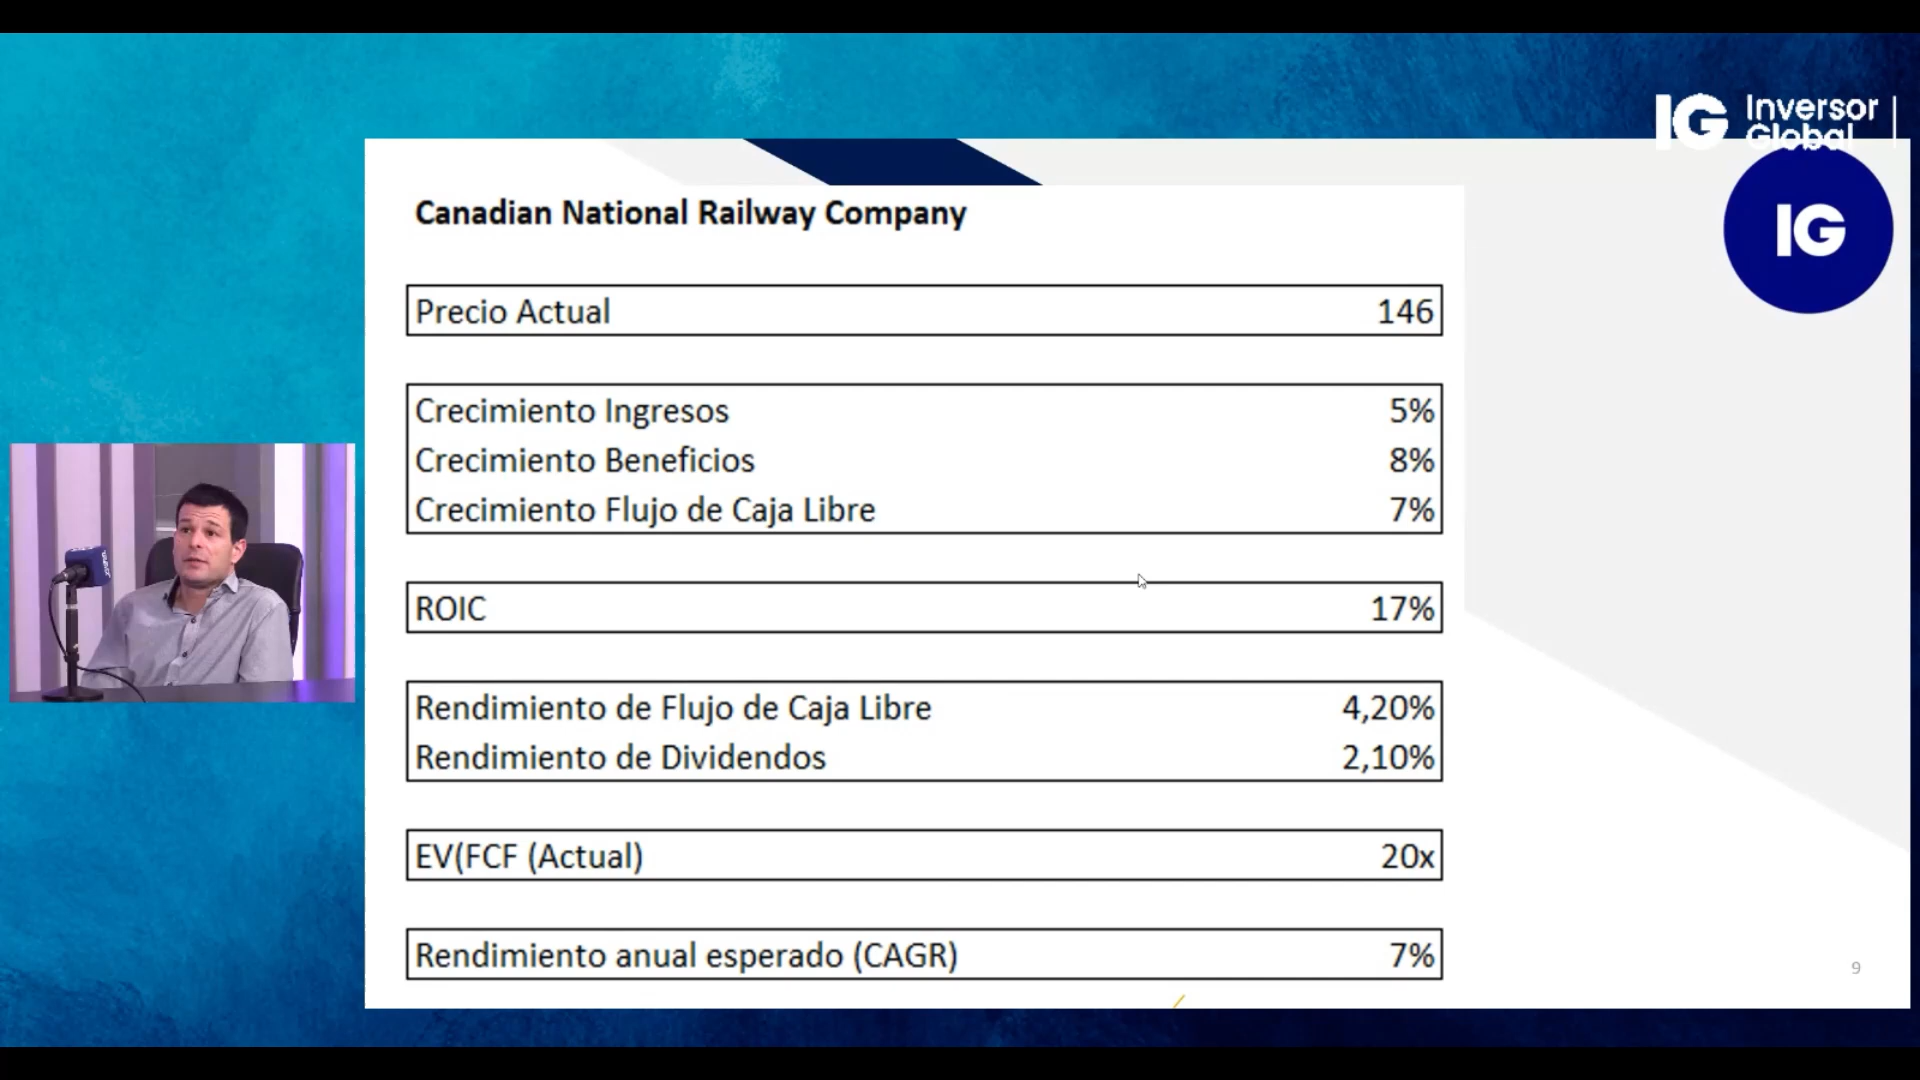 IG Inversor
Global
IG
Canadian National Railway Company
Precio Actual 146
Crecimiento Ingresos 5%
Crecimiento Beneficios 8%
Crecimiento Flujo de Caja Libre 7%
ROIC 17%
Rendimiento de Flujo de Caja Libre 4,20%
Rendimiento de Dividendos 2,10%
EV(FCF (Actual) 20x
Rendimiento anual esperado (CAGR) 7%
9